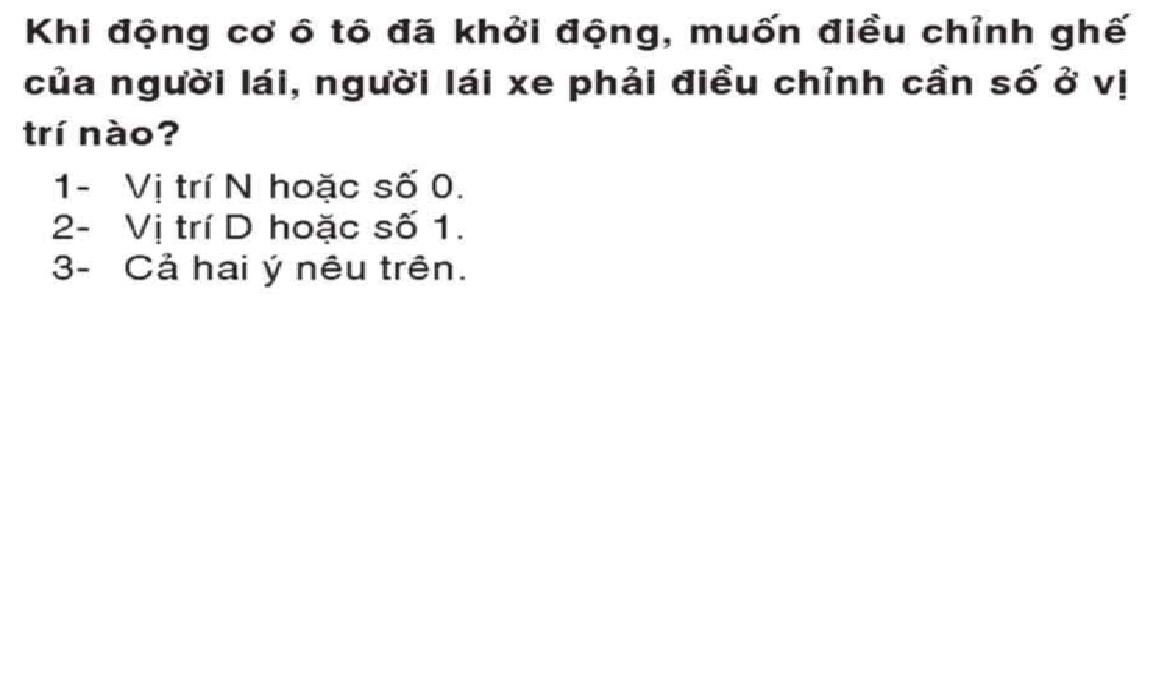 Khi động cơ ô tô đã khởi động, muốn điều chỉnh ghế
của người lái, người lái xe phải điều chỉnh cần số ở vị
trí nào?
1- Vị trí N hoặc số 0.
2- Vị trí D hoặc số 1.
3- Cả hai ý nêu trên.